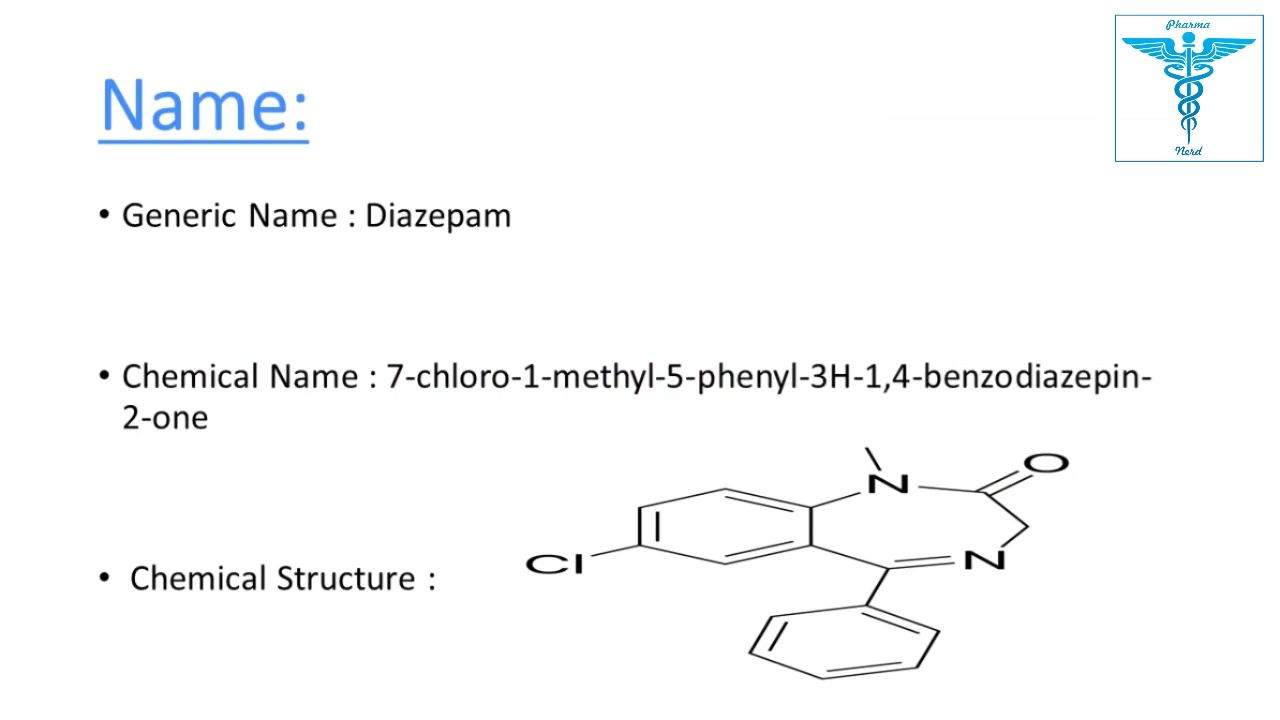 Pharma
Nerd
Name:
• Generic Name : Diazepam
• Chemical Name : 7-chloro-1-methyl-5-phenyl-3H-1,4-benzodiazepin-
2-one
• Chemical Structure :
N
O
Cl
N